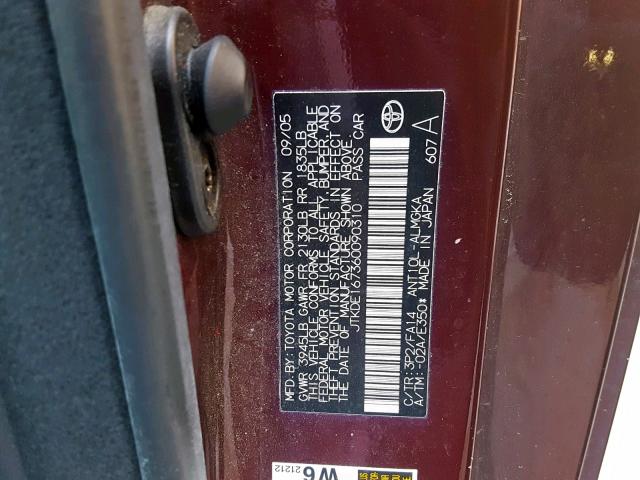 MFD.BY: TOYOTA MOTOR CORPORATION 09/05
GVWR 3945LB GAWR FR 2130LB RR 1835LB
THIS VEHICLE CONFORMS TO ALL APPLICABLE
FEDERAL MOTOR VEHICLE SAFETY, BUMPER, AND
THEFT PREVENTION STANDARDS IN EFFECT ON
THE DATE OF MANUFACTURE SHOWN ABOVE.
JTKDE167360090310 PASS CAR
C/TR: 3P2/FA14 ANT10L-ALMGKA
A/TM: -02A/E350* MADE IN JAPAN
607 A
W6
21212